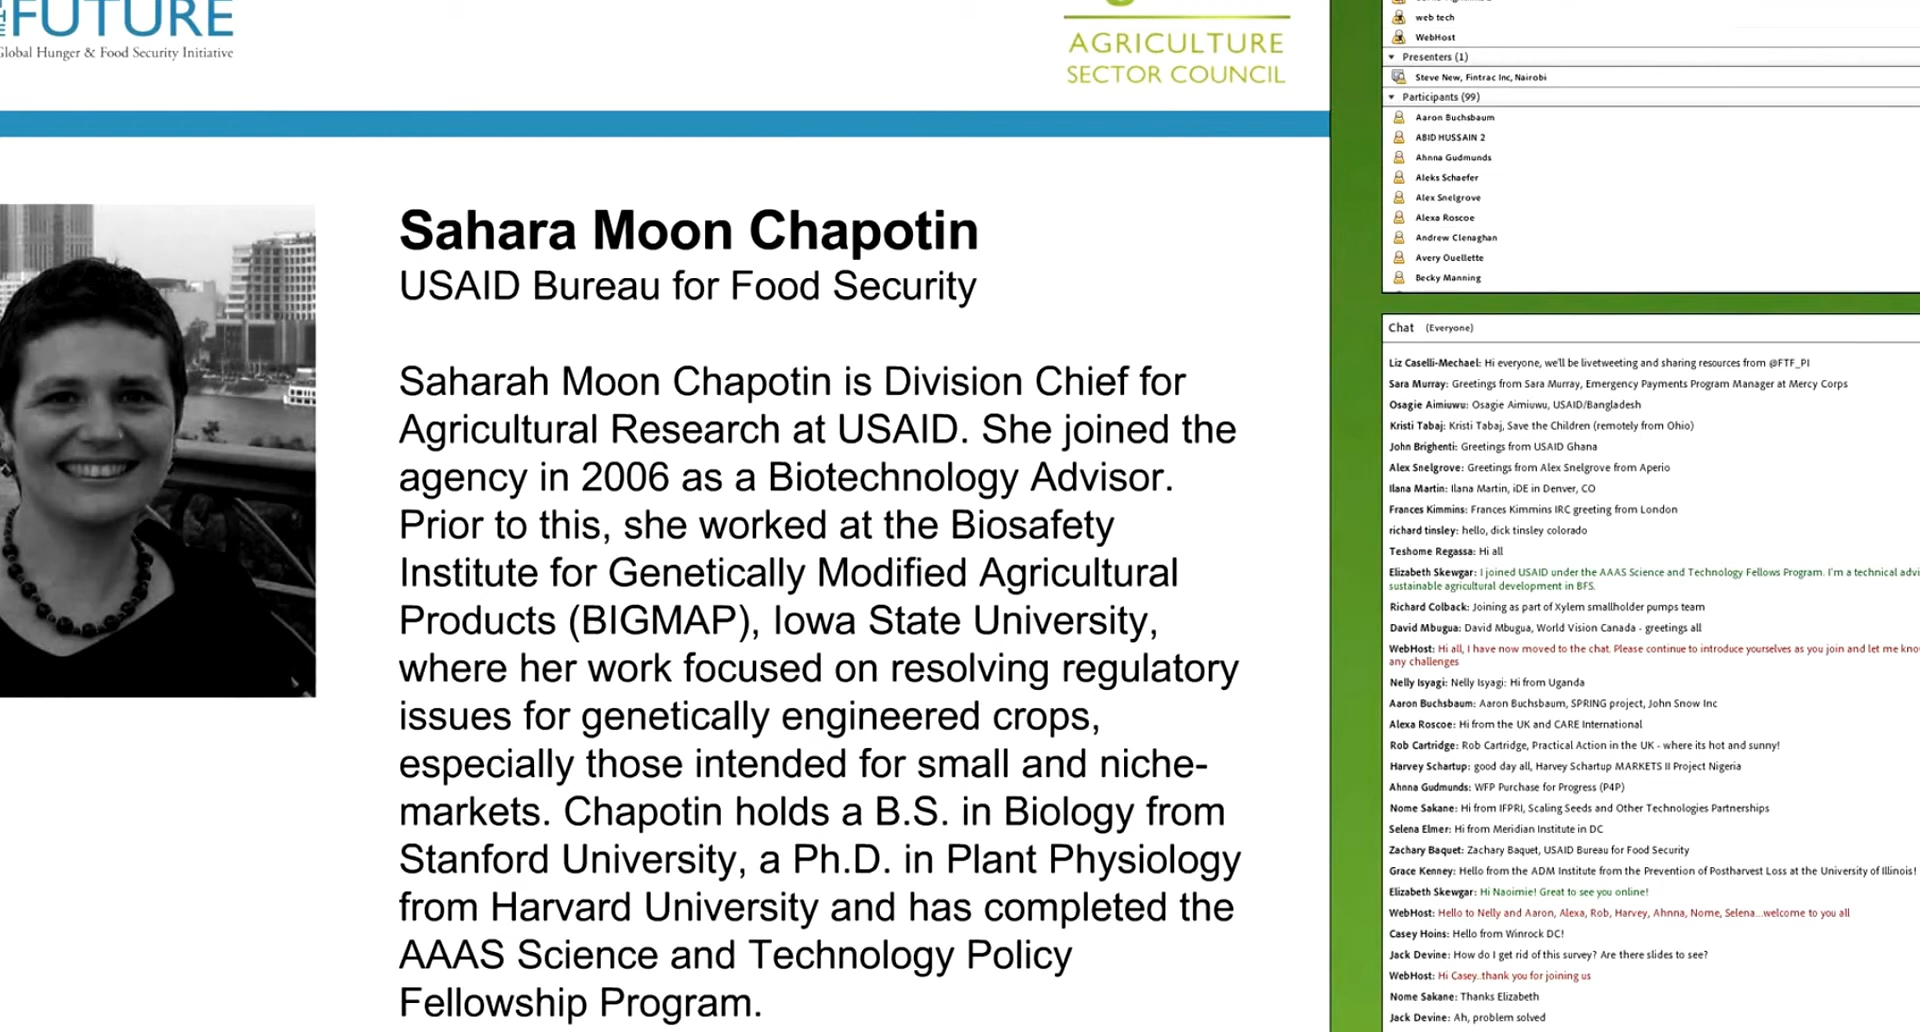 FUTURE
Global Hunger & Food Security Initiative
AGRICULTURE
SECTOR COUNCIL
Sahara Moon Chapotin
USAID Bureau for Food Security
Saharah Moon Chapotin is Division Chief for
Agricultural Research at USAID. She joined the
agency in 2006 as a Biotechnology Advisor.
Prior to this, she worked at the Biosafety
Institute for Genetically Modified Agricultural
Products (BIGMAP), Iowa State University,
where her work focused on resolving regulatory
issues for genetically engineered crops,
especially those intended for small and niche-
markets. Chapotin holds a B.S. in Biology from
Stanford University, a Ph.D. in Plant Physiology
from Harvard University and has completed the
AAAS Science and Technology Policy
Fellowship Program.
web tech
WebHost
Presenters (1)
Steve New, Fintrac Inc, Nairobi
Participants (99)
Aaron Buchsbaum
ABID HUSSAIN 2
Ahnna Gudmunds
Aleks Schaefer
Alex Snelgrove
Alexa Roscoe
Andrew Clenaghan
Avery Ouellette
Becky Manning
Chat (Everyone)
Liz Caselli-Mechael: Hi everyone, we'll be livetweeting and sharing resources from @FTF_PI
Sara Murray: Greetings from Sara Murray, Emergency Payments Program Manager at Mercy Corps
Osagie Aimiuwu: Osagie Aimiuwu, USAID/Bangladesh
Kristi Tabaj: Kristi Tabaj, Save the Children (remotely from Ohio)
John Brighenti: Greetings from USAID Ghana
Alex Snelgrove: Greetings from Alex Snelgrove from Aperio
Ilana Martin: Ilana Martin, iDE in Denver, CO
Frances Kimmins: Frances Kimmins IRC greeting from London
richard tinsley: hello, dick tinsley colorado
Teshome Regassa: Hi all
Elizabeth Skewgar: I joined USAID under the AAAS Science and Technology Fellows Program. I'm a technical advi
sustainable agricultural development in BFS.
Richard Colback: Joining as part of Xylem smallholder pumps team
David Mbugua: David Mbugua, World Vision Canada - greetings all
WebHost: Hi all, I have now moved to the chat. Please continue to introduce yourselves as you join and let me kno
any challenges
Nelly Isyagi: Nelly Isyagi: Hi from Uganda
Aaron Buchsbaum: Aaron Buchsbaum, SPRING project, John Snow Inc
Alexa Roscoe: Hi from the UK and CARE International
Rob Cartridge: Rob Cartridge, Practical Action in the UK - where its hot and sunny!
Harvey Schartup: good day all, Harvey Schartup MARKETS II Project Nigeria
Ahnna Gudmunds: WFP Purchase for Progress (P4P)
Nome Sakane: Hi from IFPRI, Scaling Seeds and Other Technologies Partnerships
Selena Elmer: Hi from Meridian Institute in DC
Zachary Baquet: Zachary Baquet, USAID Bureau for Food Security
Grace Kenney: Hello from the ADM Institute from the Prevention of Postharvest Loss at the University of Illinois!
Elizabeth Skewgar: Hi Naoimie! Great to see you online!
WebHost: Hello to Nelly and Aaron, Alexa, Rob, Harvey, Ahnna, Nome, Selena...welcome to you all
Casey Hoins: Hello from Winrock DC!
Jack Devine: How do I get rid of this survey? Are there slides to see?
WebHost: Hi Casey..thank you for joining us
Nome Sakane: Thanks Elizabeth
Jack Devine: Ah, problem solved